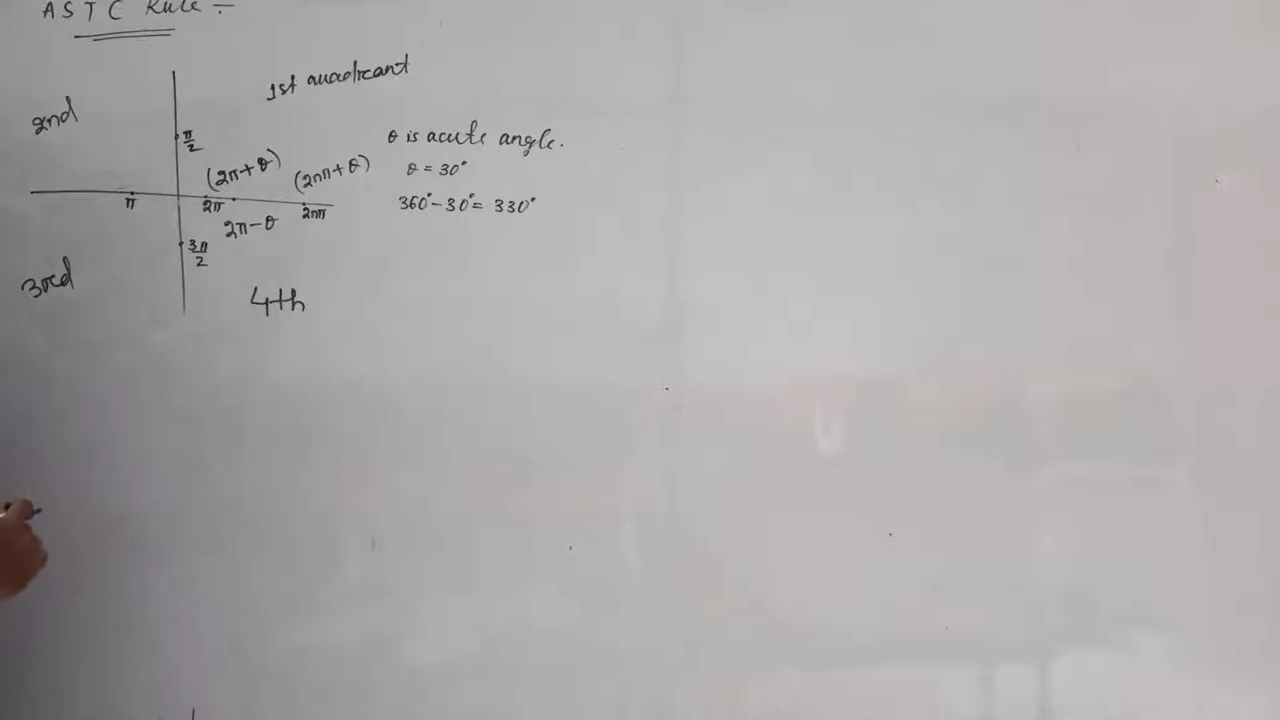 ASTC Rule :-
1st quadrant
2nd
π/2
θ is acute angle.
(2π+θ) (2nπ+θ)
θ = 30°
π 2π 2nπ
360°-30°= 330°
2π-θ
3π/2
3rd
4th